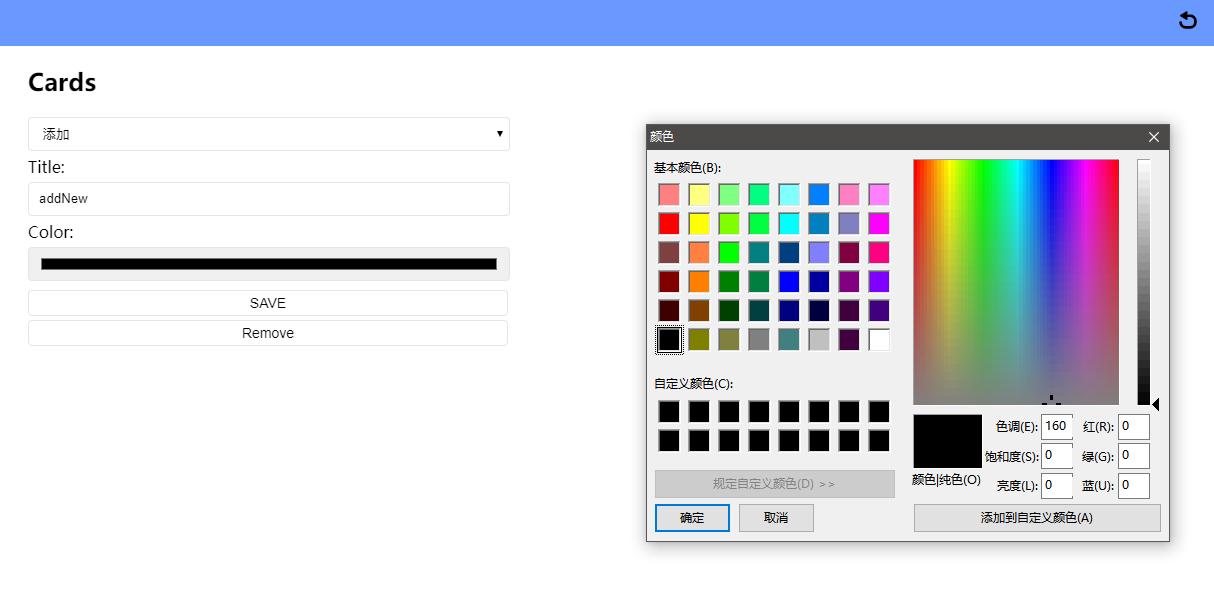 Cards
添加
Title:
addNew
Color:
SAVE
Remove
颜色
基本颜色(B):
自定义颜色(C):
规定自定义颜色(D) >>
确定
取消
颜色|纯色(O)
色调(E): 160
饱和度(S): 0
亮度(L): 0
红(R): 0
绿(G): 0
蓝(U): 0
添加到自定义颜色(A)